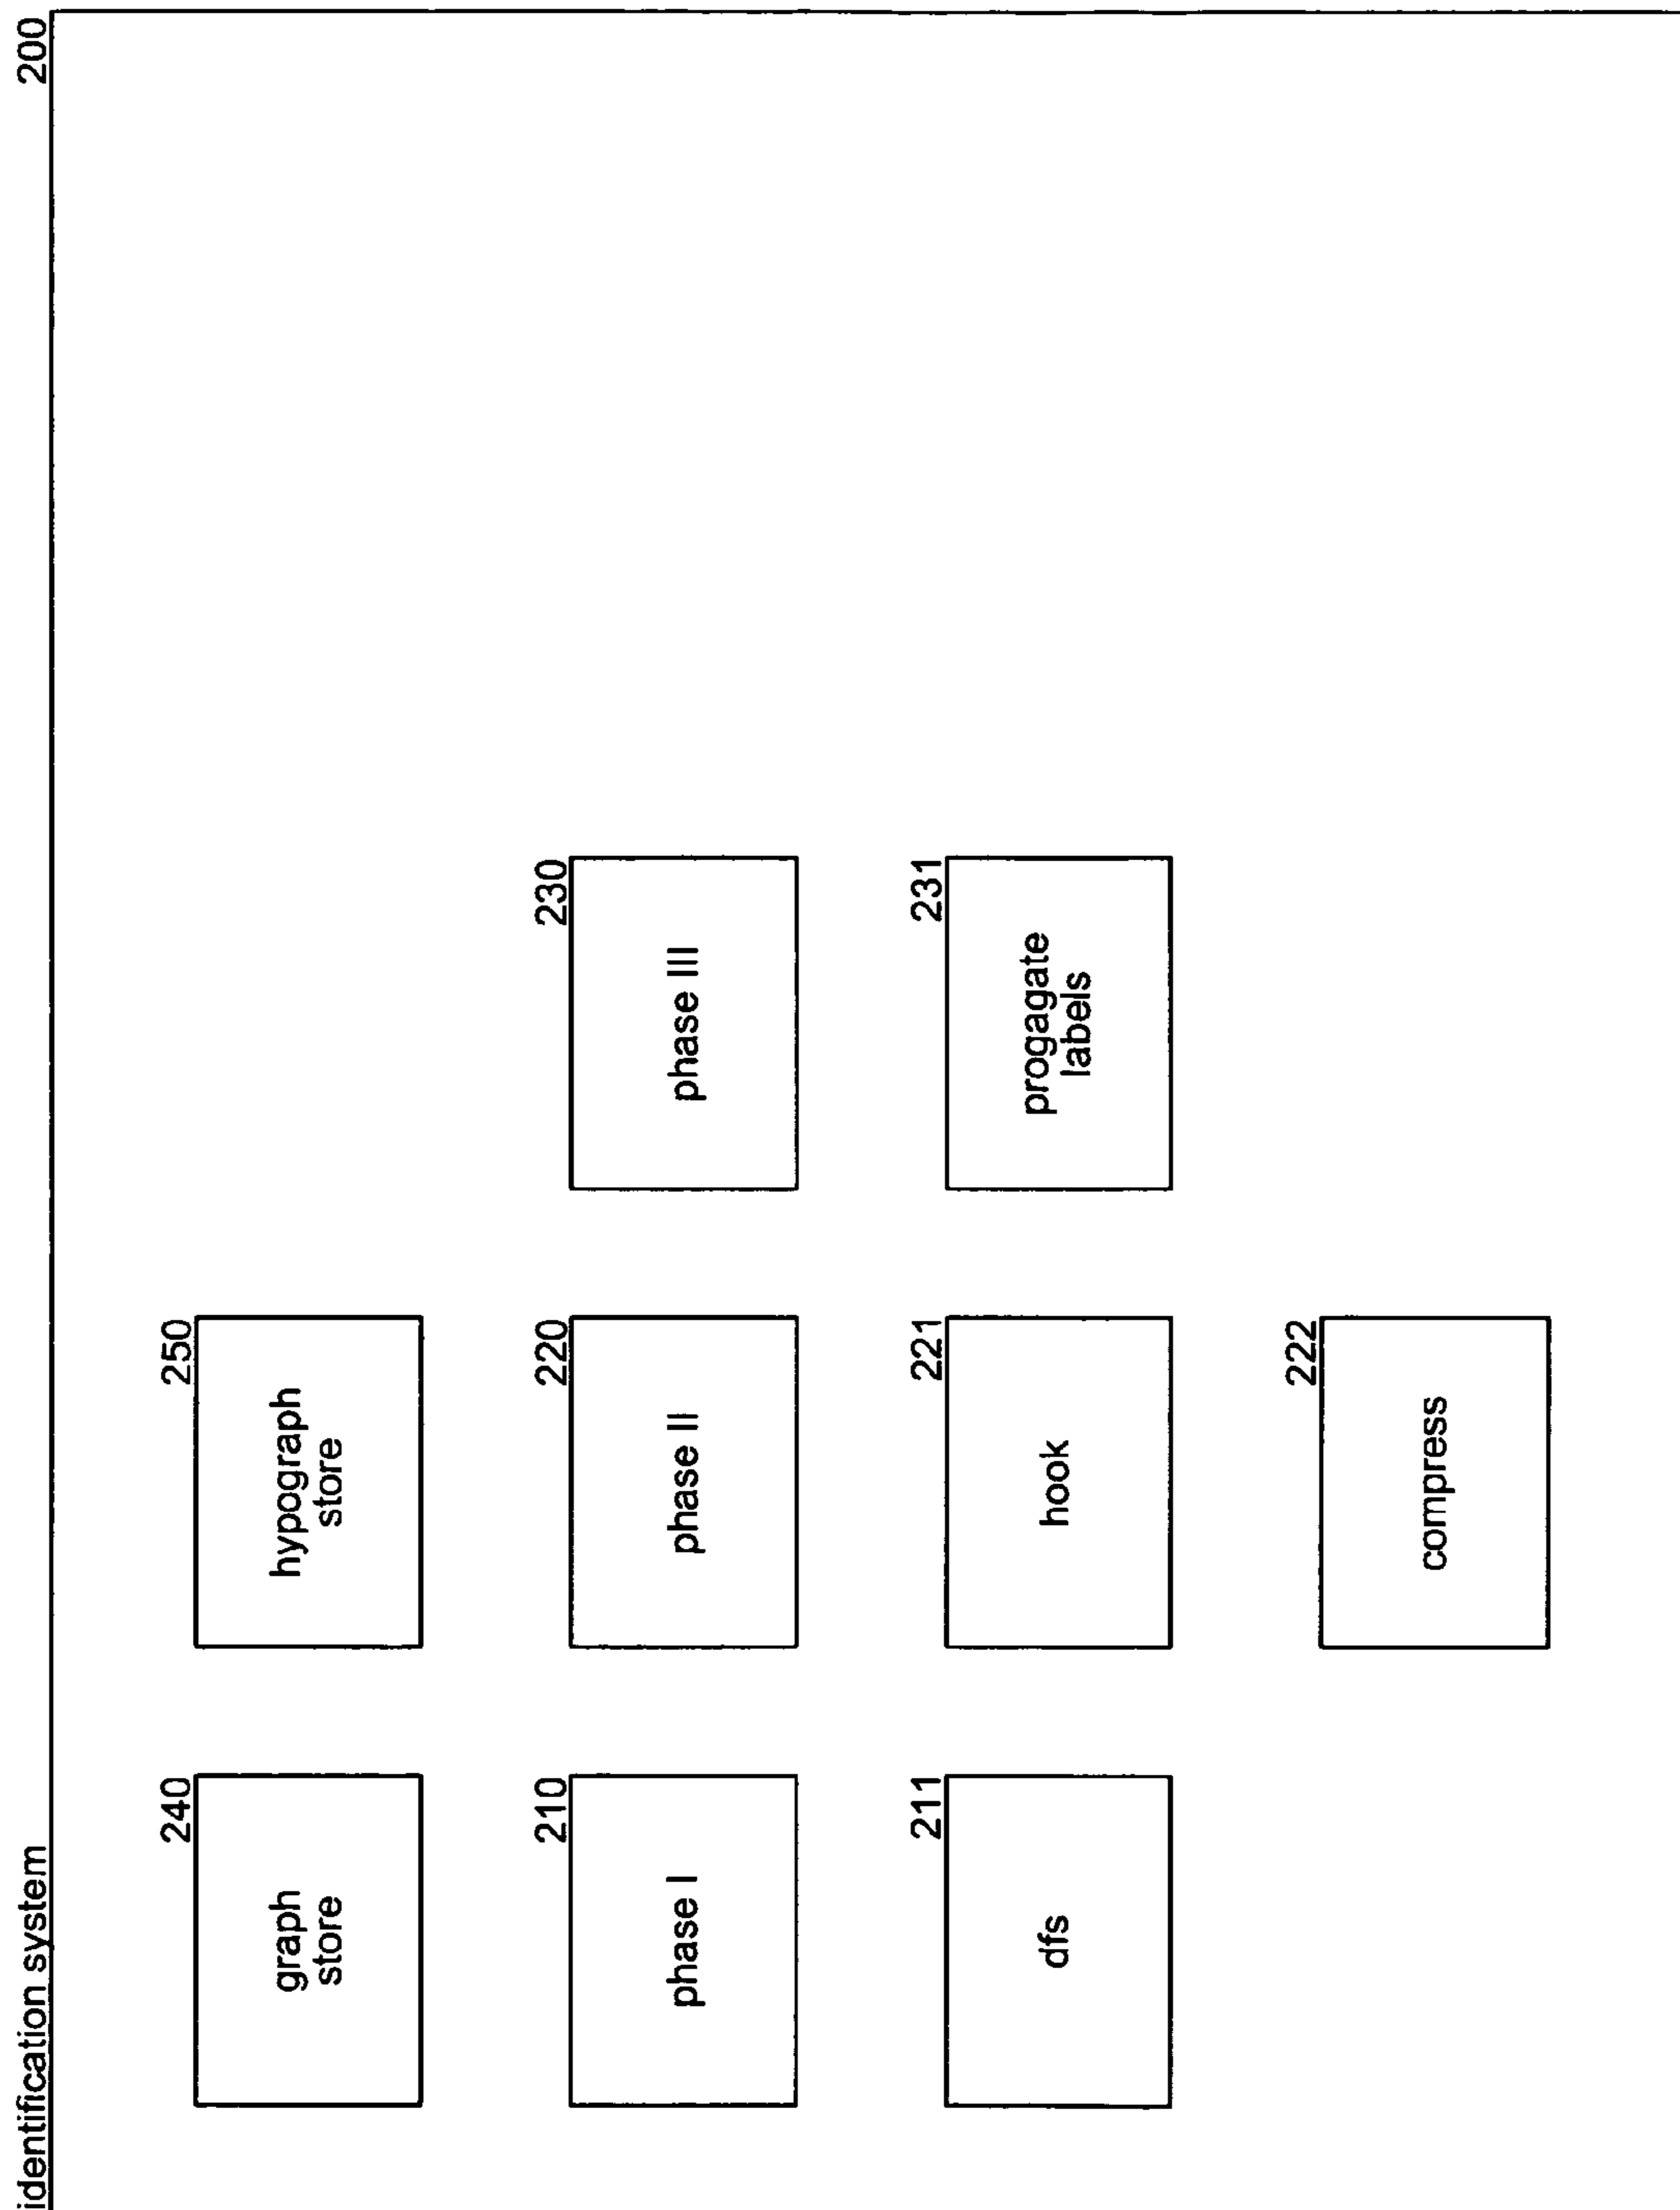 identification system
200
240
graph
store
250
hypograph
store
210
phase I
220
phase II
230
phase III
211
dfs
221
hook
231
progagate
labels
222
compress